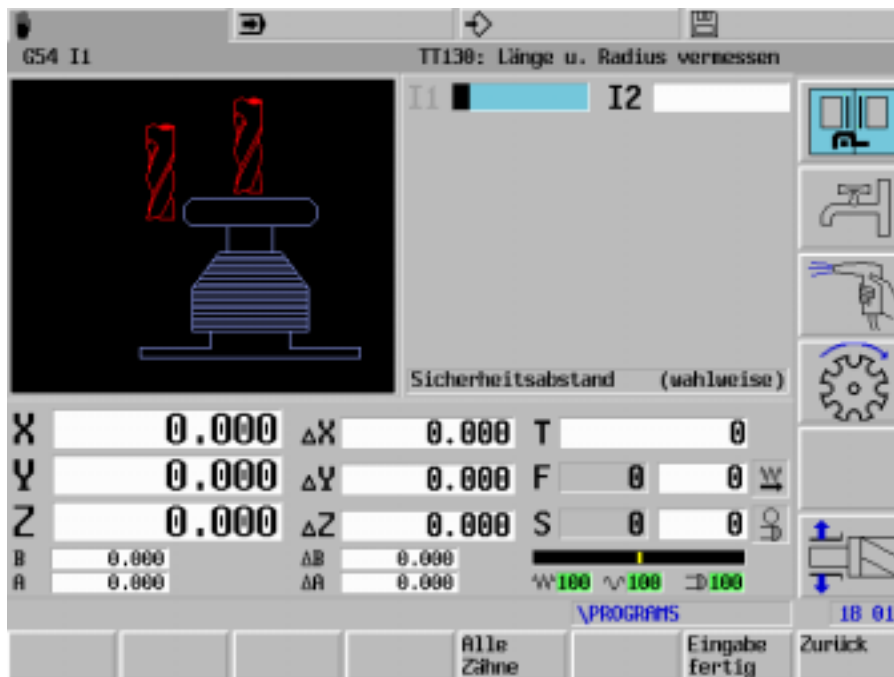 G54 I1 TT130: Länge u. Radius vermessen
I1 I2
Sicherheitsabstand (wahlweise)
X 0.000 ΔX 0.000 T 0
Y 0.000 ΔY 0.000 F 0 0
Z 0.000 ΔZ 0.000 S 0 0
B 0.000 ΔB 0.000
A 0.000 ΔA 0.000 100 100 100
\PROGRAMS 18 01
Alle Zähne Eingabe fertig Zurück